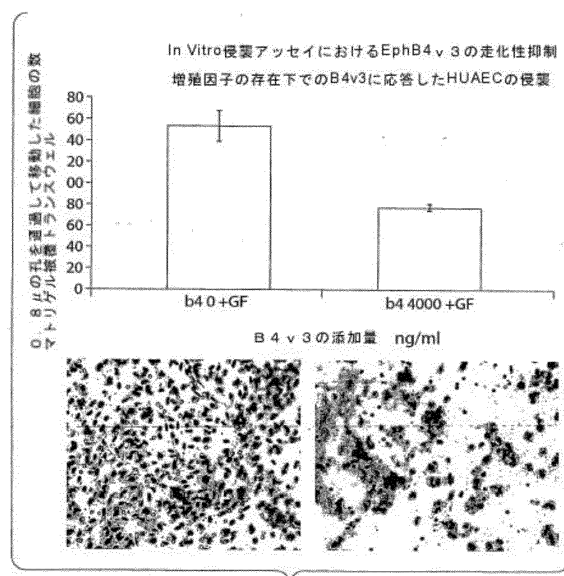 In Vitro侵襲アッセイにおけるEphB4v3の走化性抑制
増殖因子の存在下でのB4v3に応答したHUAECの侵襲
0.8μの孔を通過して移動した細胞の数
マトリゲル被覆トランスウェル
80
60
40
20
00
80
60
40
20
0
b4 0 +GF
b4 4000 +GF
B4v3の添加量 ng/ml